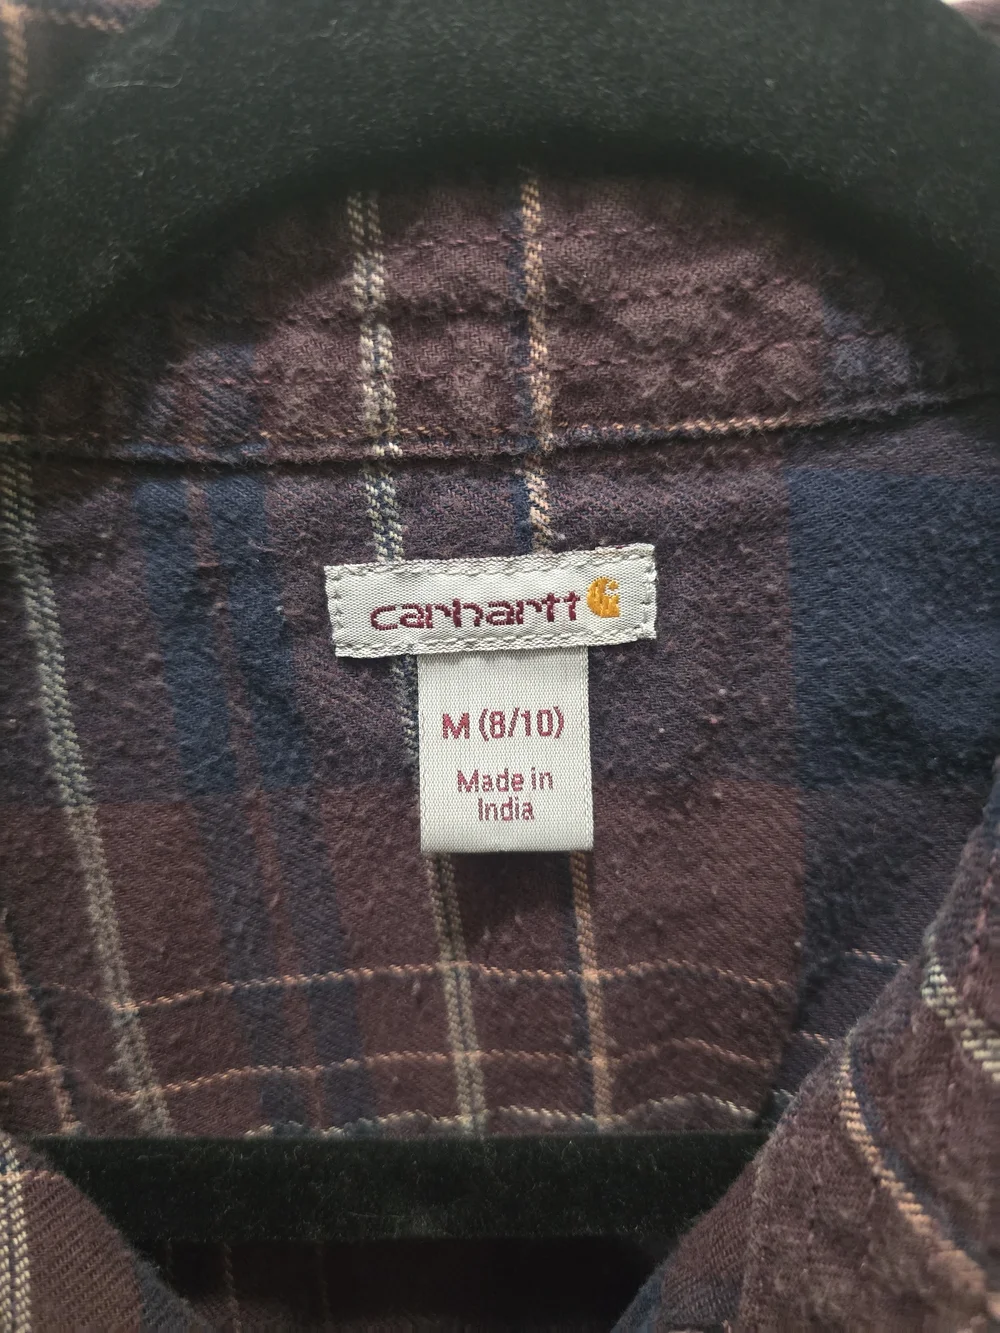 carhartt
M (8/10)
Made in
India